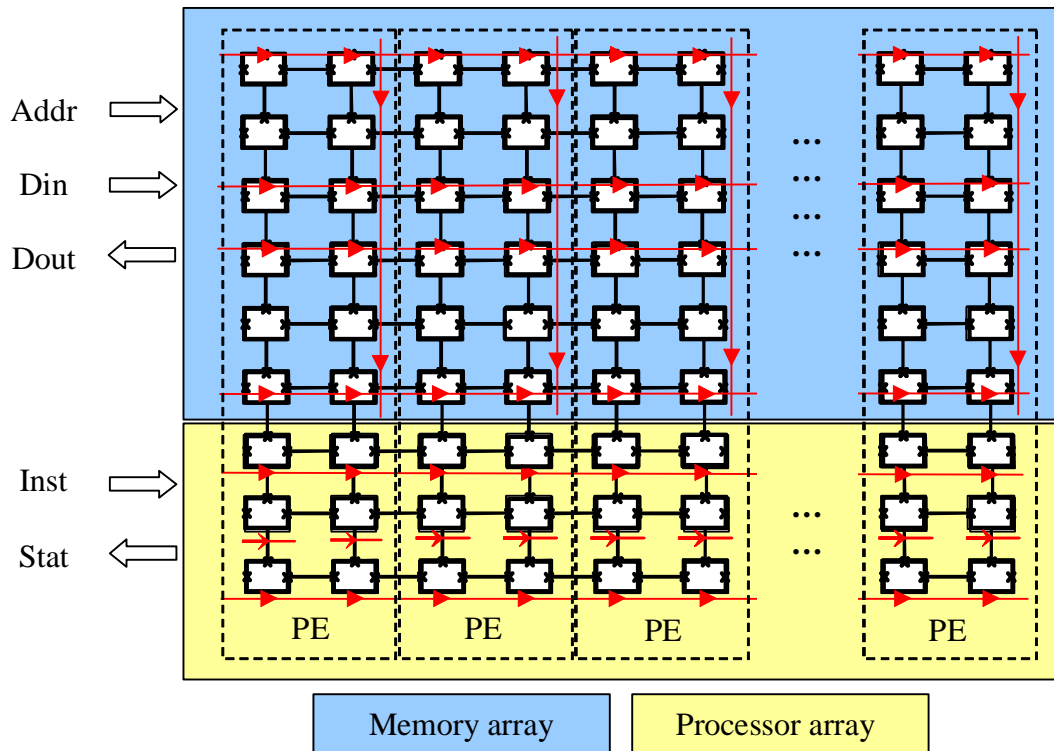 Addr
Din
Dout
Inst
Stat
...
...
...
...
...
...
PE PE PE PE
Memory array
Processor array